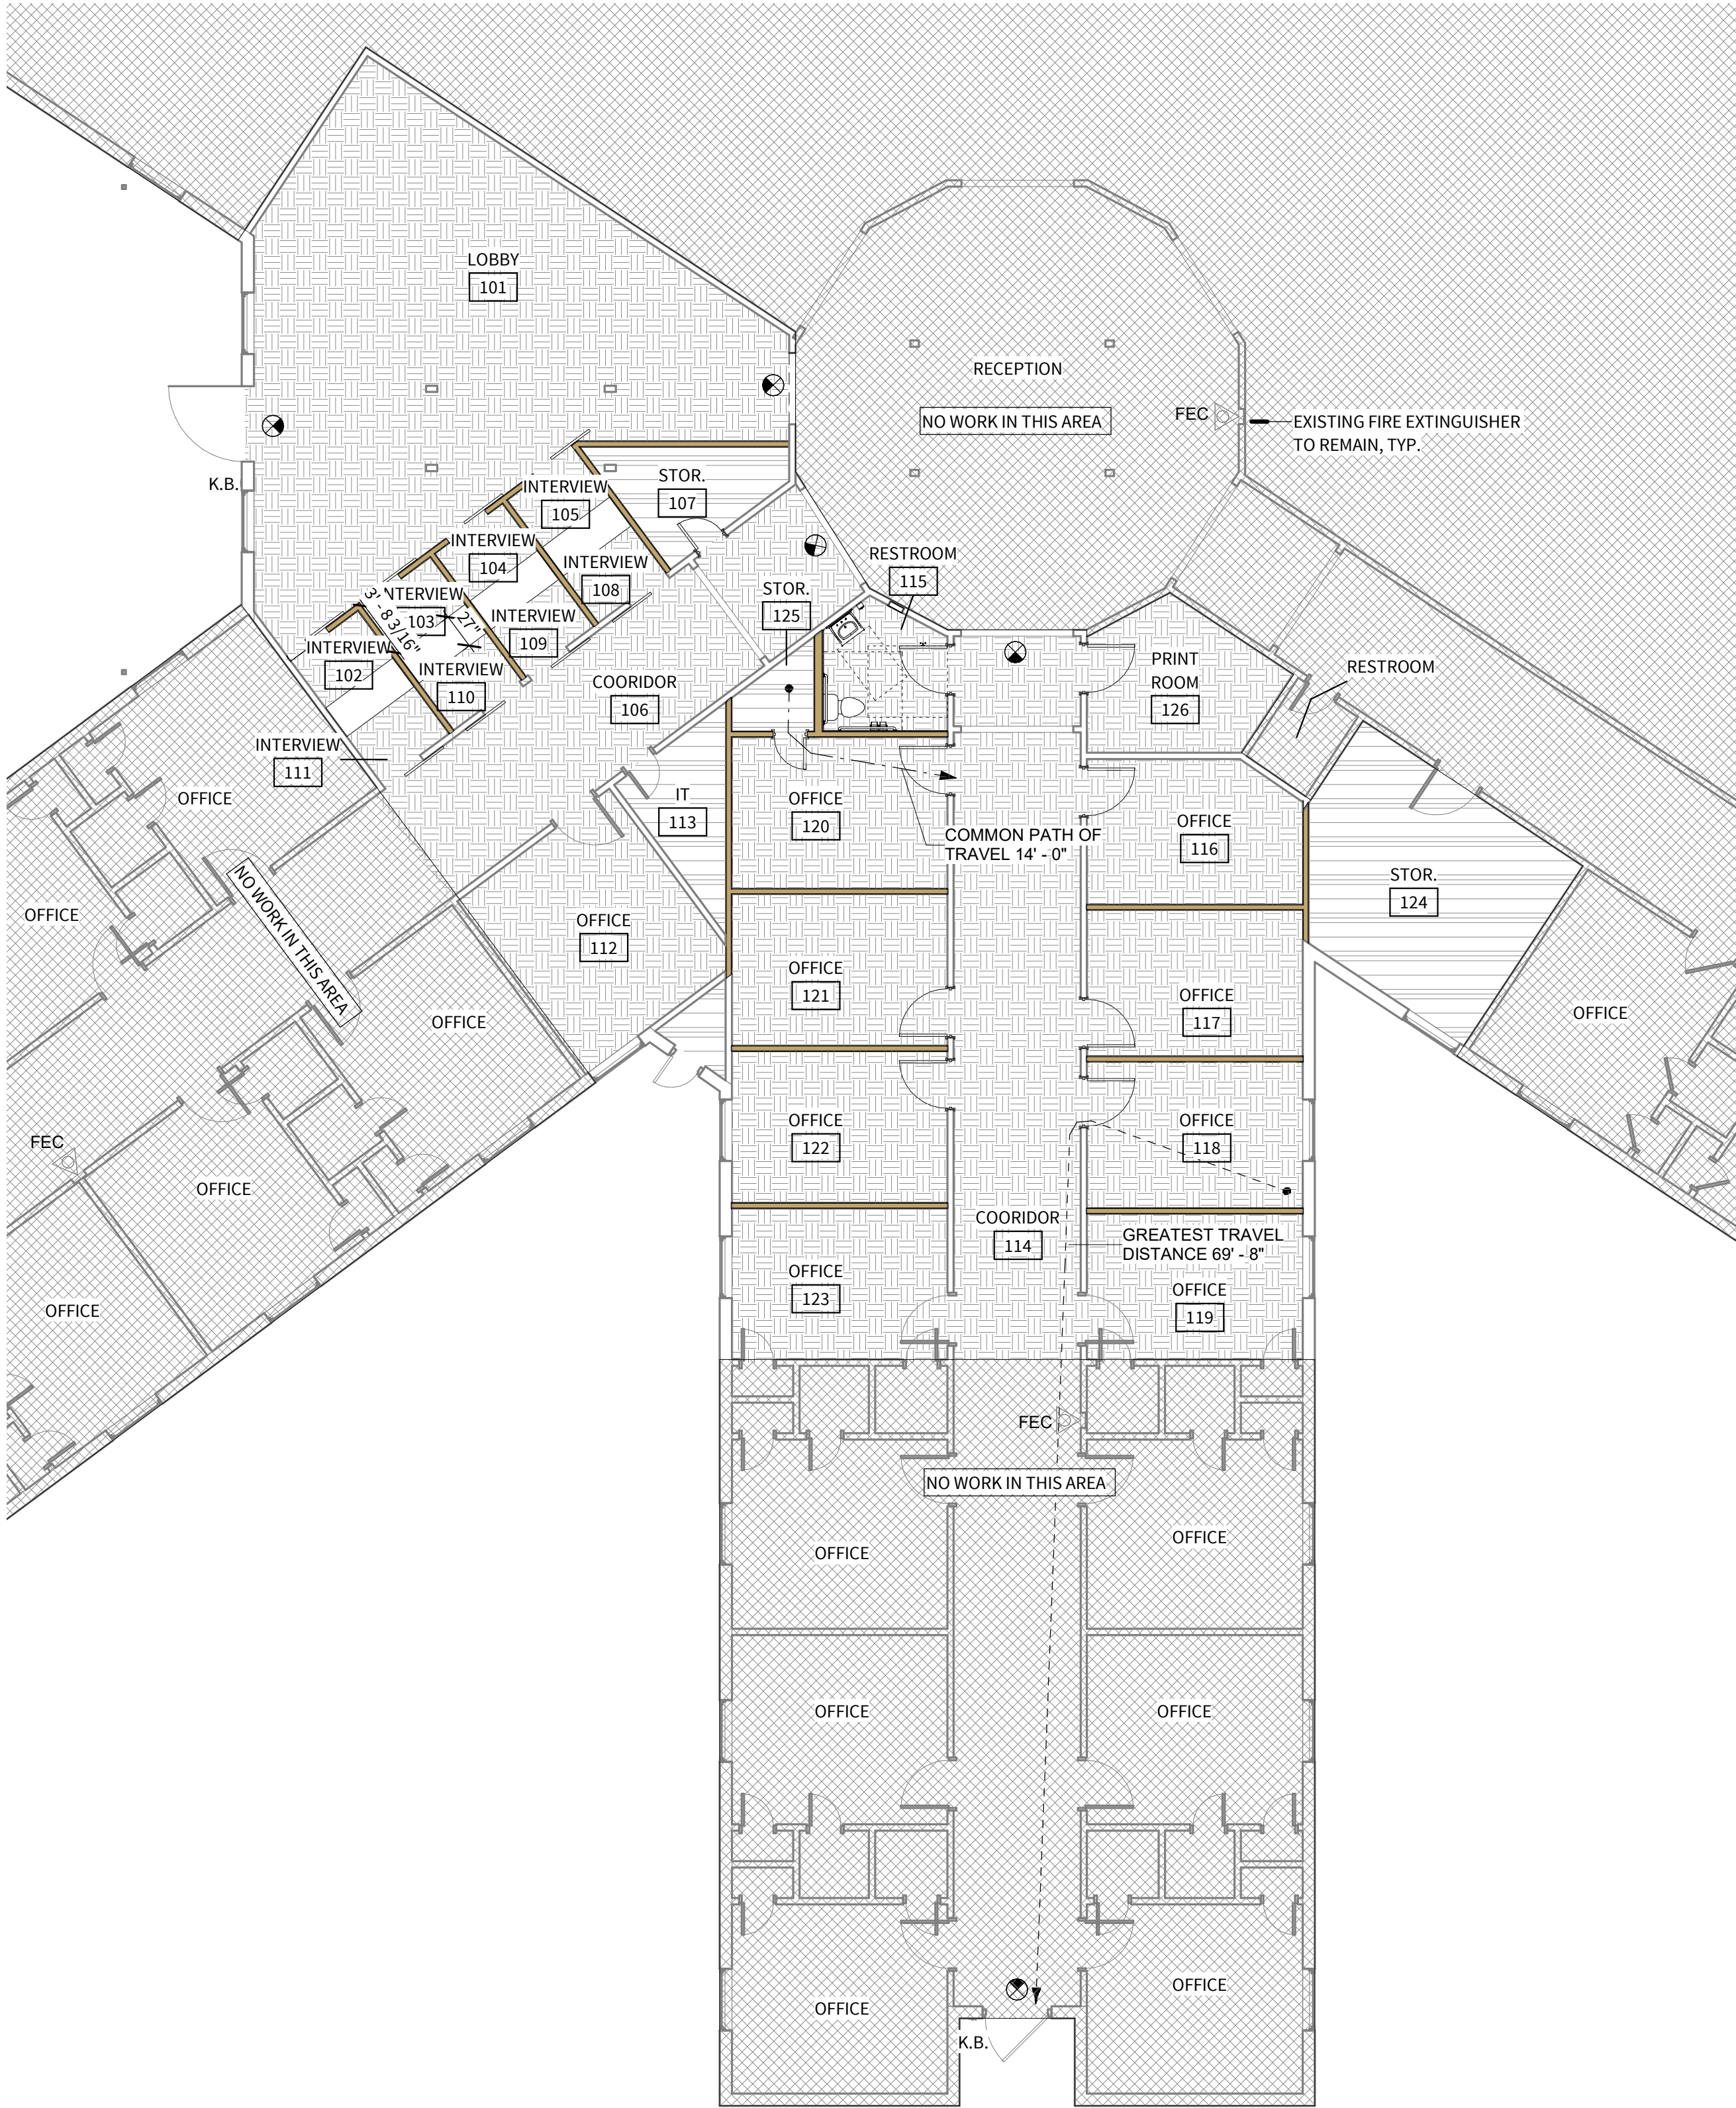 LOBBY
101
RECEPTION
NO WORK IN THIS AREA
FEC
EXISTING FIRE EXTINGUISHER
TO REMAIN, TYP.
K.B.
STOR.
107
INTERVIEW
105
INTERVIEW
104
INTERVIEW
108
RESTROOM
115
STOR.
125
NTERVIEW
103
3' - 8 3/16"
27"
INTERVIEW
109
INTERVIEW
102
INTERVIEW
110
COORIDOR
106
PRINT
ROOM
126
RESTROOM
INTERVIEW
111
OFFICE
IT
113
OFFICE
120
COMMON PATH OF
TRAVEL 14' - 0"
OFFICE
116
STOR.
124
OFFICE
NO WORK IN THIS AREA
OFFICE
112
OFFICE
121
OFFICE
117
OFFICE
OFFICE
OFFICE
122
OFFICE
118
FEC
OFFICE
COORIDOR
114
GREATEST TRAVEL
DISTANCE 69' - 8"
OFFICE
123
OFFICE
119
OFFICE
FEC
NO WORK IN THIS AREA
OFFICE
OFFICE
OFFICE
OFFICE
OFFICE
OFFICE
K.B.